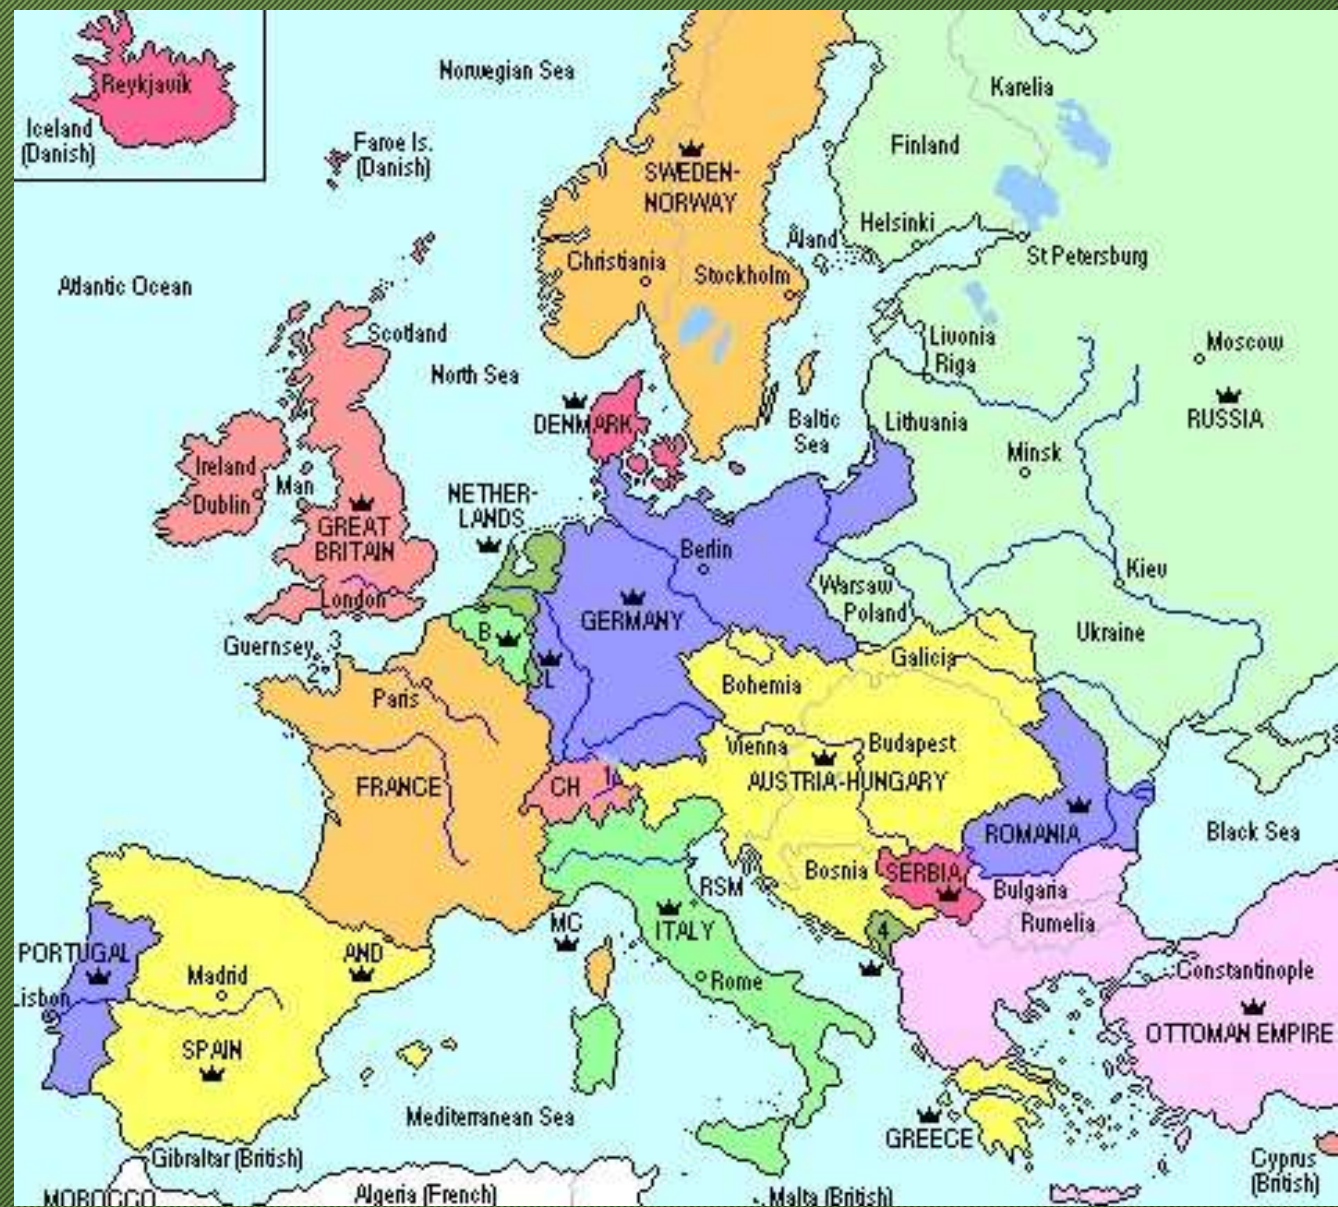 Reykjavik
Iceland
(Danish)
Norwegian Sea
Faroe Is.
(Danish)
Karelia
Finland
SWEDEN-
NORWAY
Helsinki
Åland
St Petersburg
Christiania
Stockholm
Atlantic Ocean
Scotland
North Sea
Livonia
Riga
Moscow
RUSSIA
DENMARK
Baltic
Sea
Lithuania
Minsk
Ireland
Dublin
Man
GREAT
BRITAIN
London
NETHER-
LANDS
Berlin
GERMANY
Warsaw
Poland
Kiev
Ukraine
Guernsey
3
2
B
L
Galicia
Bohemia
Paris
FRANCE
Vienna
Budapest
AUSTRIA-HUNGARY
CH
1
ROMANIA
Black Sea
Bosnia
SERBIA
Bulgaria
Rumelia
RSM
MC
ITALY
4
PORTUGAL
AND
Madrid
Lisbon
Rome
Constantinople
OTTOMAN EMPIRE
SPAIN
Mediterranean Sea
GREECE
Gibraltar (British)
Cyprus
(British)
MOROCCO
Algeria (French)
Malta (British)